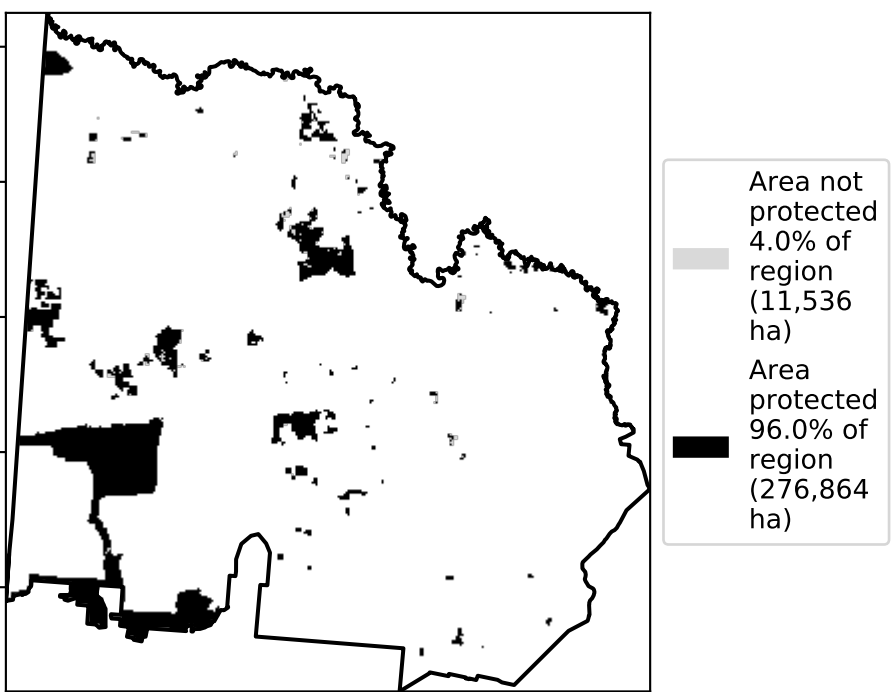 Area not
protected
4.0% of
region
(11,536
ha)
Area
protected
96.0% of
region
(276,864
ha)